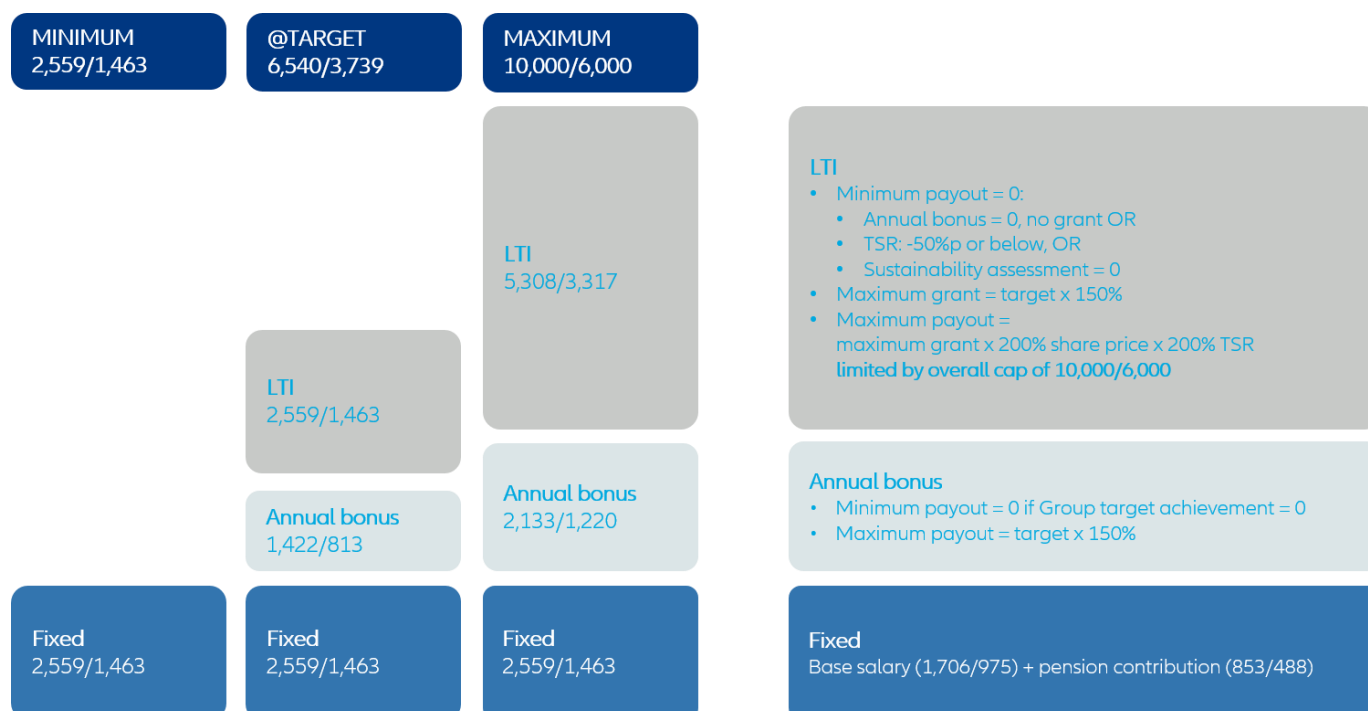 MINIMUM
2,559/1,463
@TARGET
6,540/3,739
MAXIMUM
10,000/6,000
LTI
5,308/3,317
LTI
2,559/1,463
Annual bonus
2,133/1,220
Annual bonus
1,422/813
Fixed
2,559/1,463
Fixed
2,559/1,463
Fixed
2,559/1,463
LTI
• Minimum payout = 0:
• Annual bonus = 0, no grant OR
• TSR: -50%p or below, OR
• Sustainability assessment = 0
• Maximum grant = target x 150%
• Maximum payout =
maximum grant x 200% share price x 200% TSR
limited by overall cap of 10,000/6,000
Annual bonus
• Minimum payout = 0 if Group target achievement = 0
• Maximum payout = target x 150%
Fixed
Base salary (1,706/975) + pension contribution (853/488)